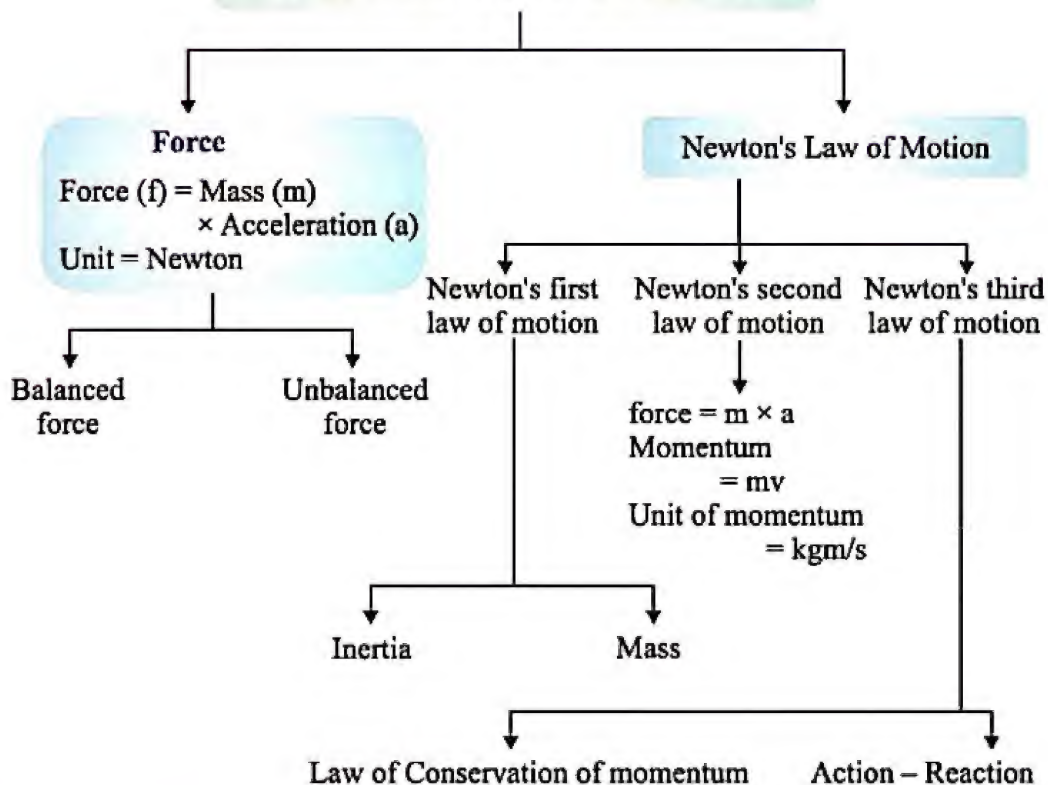 Force
Force (f) = Mass (m)
× Acceleration (a)
Unit = Newton
Newton's Law of Motion
Balanced
force
Unbalanced
force
Newton's first
law of motion
Newton's second
law of motion
Newton's third
law of motion
force = m × a
Momentum
= mv
Unit of momentum
= kgm/s
Inertia
Mass
Law of Conservation of momentum
Action – Reaction